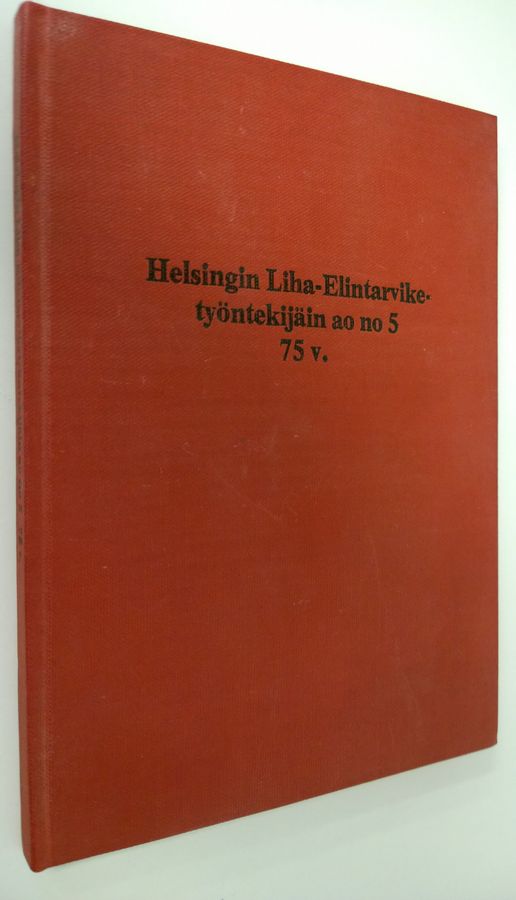 Helsingin Liha-Elintarvike-
työntekijäin ao no 5
75 v.